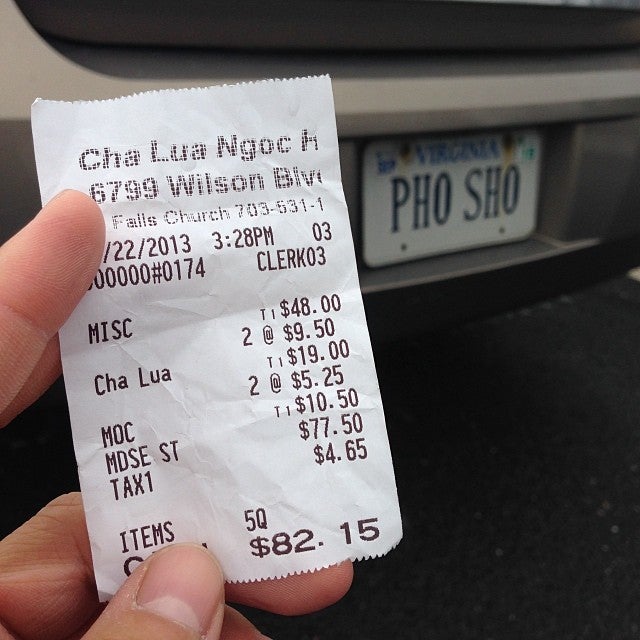 Cha Lua Ngoc H
6799 Wilson Blv
Falls Church 703-531-1
/22/2013 3:28PM 03
00000#0174 CLERK03
MISC T1 $48.00
2 @ $9.50
Cha Lua T1 $19.00
2 @ $5.25
MOC T1 $10.50
MDSE ST $77.50
TAX1 $4.65
ITEMS 5Q
$82.15
VIRGINIA
PHO SHO